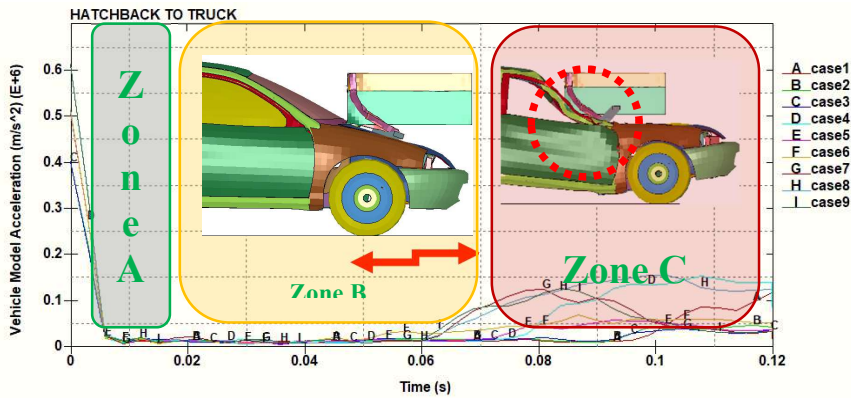 HATCHBACK TO TRUCK
Vehicle Model Acceleration (m/s^2) (E+6)
0.6
0.5
0.4
0.3
0.2
0.1
0
0
0.02
0.04
0.06
0.08
0.1
0.12
Time (s)
Zone A
Zone B
Zone C
A case1
B case2
C case3
D case4
E case5
F case6
G case7
H case8
I case9